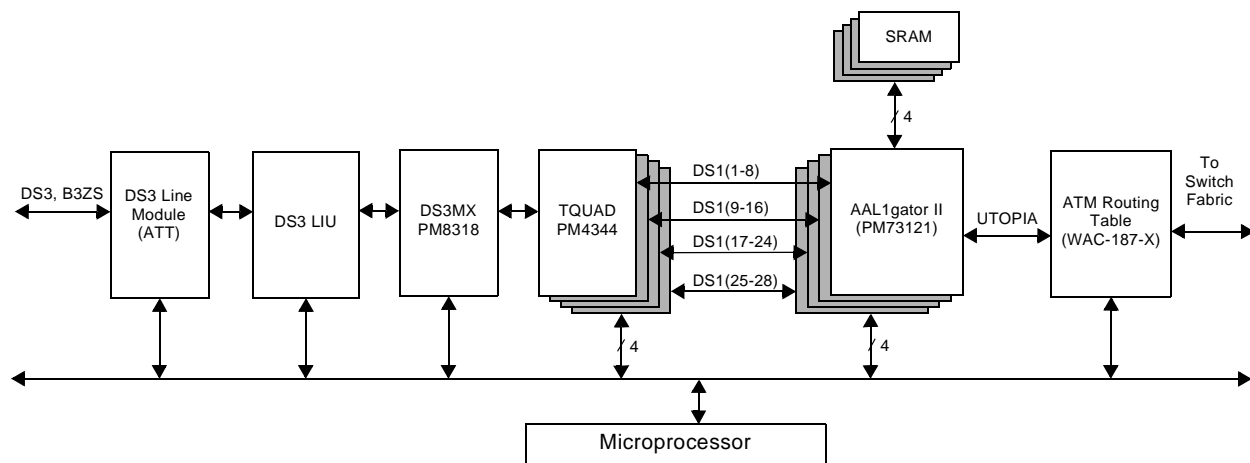 SRAM
4
DS3, B3ZS
DS3 Line
Module
(ATT)
DS3 LIU
DS3MX
PM8318
TQUAD
PM4344
DS1(1-8)
DS1(9-16)
DS1(17-24)
DS1(25-28)
AAL1gator II
(PM73121)
UTOPIA
ATM Routing
Table
(WAC-187-X)
To
Switch
Fabric
4
4
Microprocessor